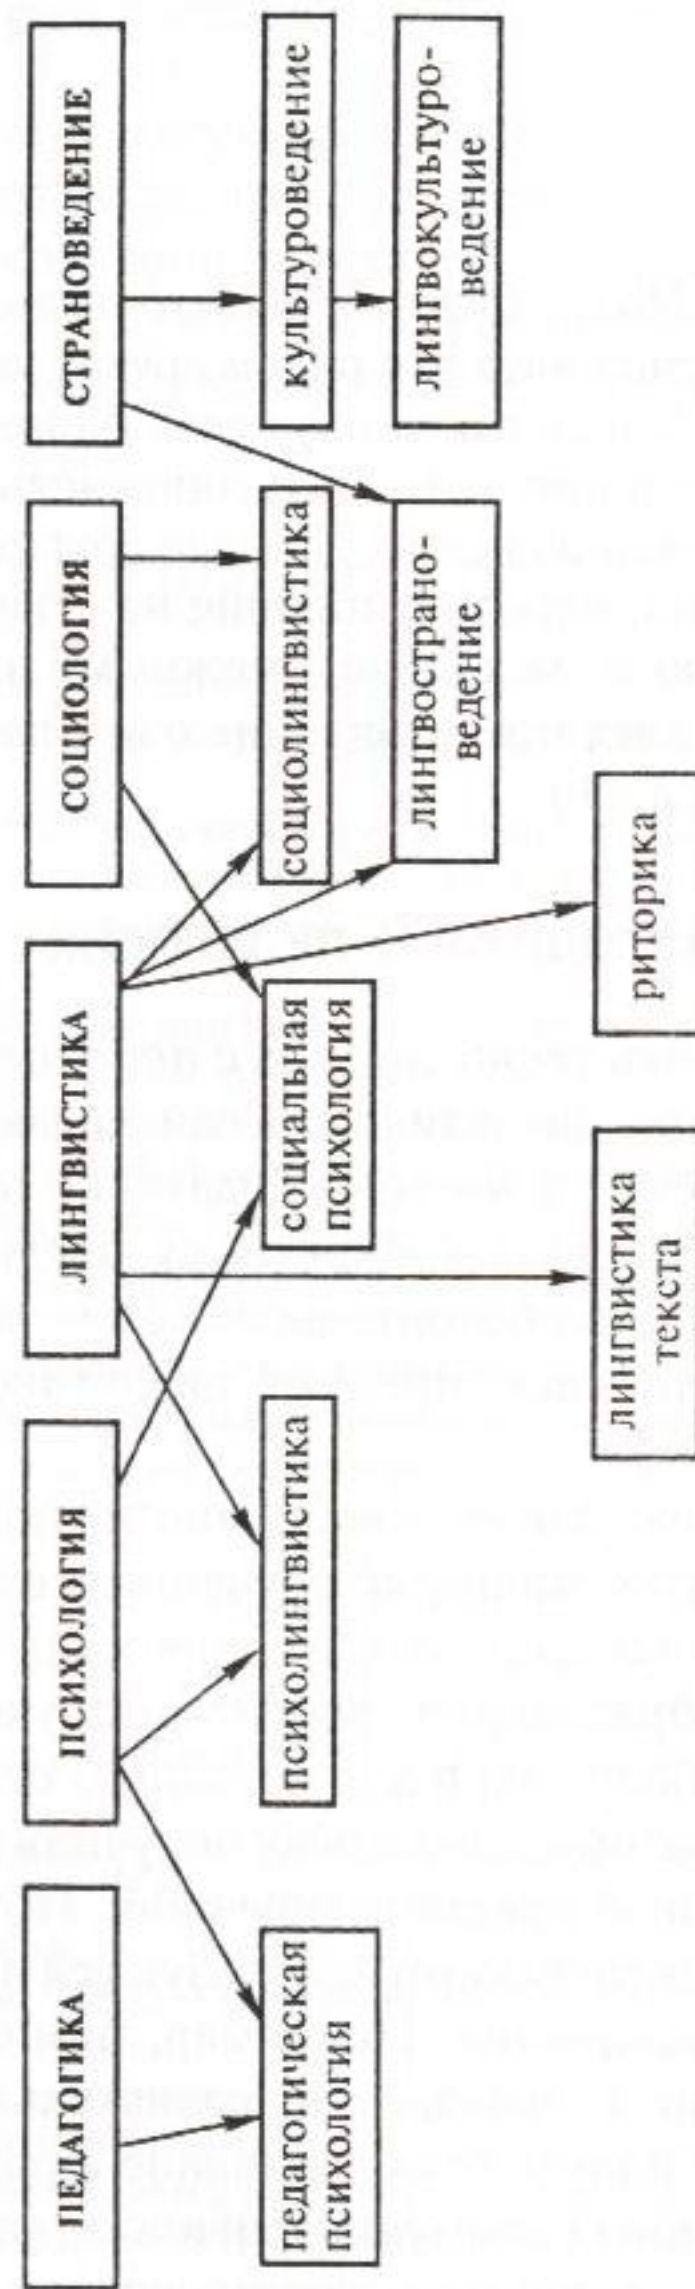 ПЕДАГОГИКА
ПСИХОЛОГИЯ
ЛИНГВИСТИКА
СОЦИОЛОГИЯ
СТРАНОВЕДЕНИЕ
педагогическая
психология
психолингвистика
социальная
психология
социолингвистика
культуроведение
лингвострано-
ведение
лингвокультуро-
ведение
лингвистика
текста
риторика